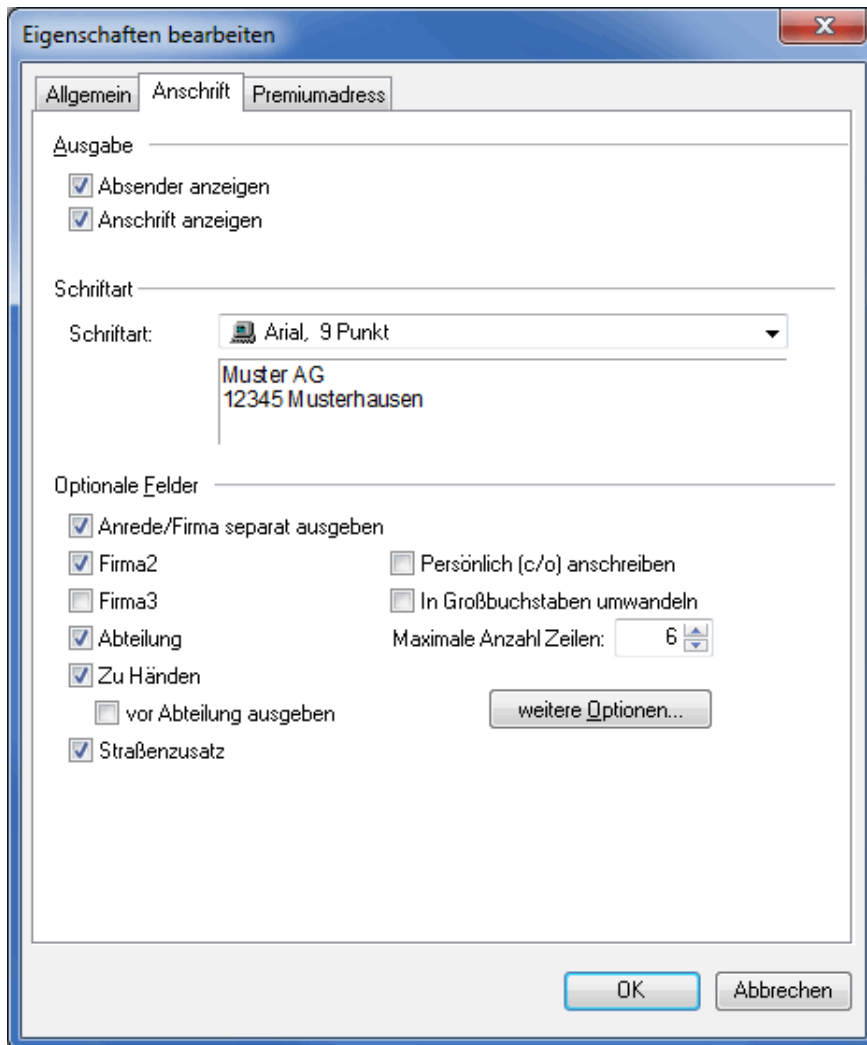 Eigenschaften bearbeiten
Allgemein Anschrift Premiumadress
Ausgabe
Absender anzeigen
Anschrift anzeigen
Schriftart
Schriftart: Arial, 9 Punkt
Muster AG
12345 Musterhausen
Optionale Felder
Anrede/Firma separat ausgeben
Firma2 Persönlich (c/o) anschreiben
Firma3 In Großbuchstaben umwandeln
Abteilung Maximale Anzahl Zeilen: 6
Zu Händen
vor Abteilung ausgeben weitere Optionen...
Straßenzusatz
OK Abbrechen